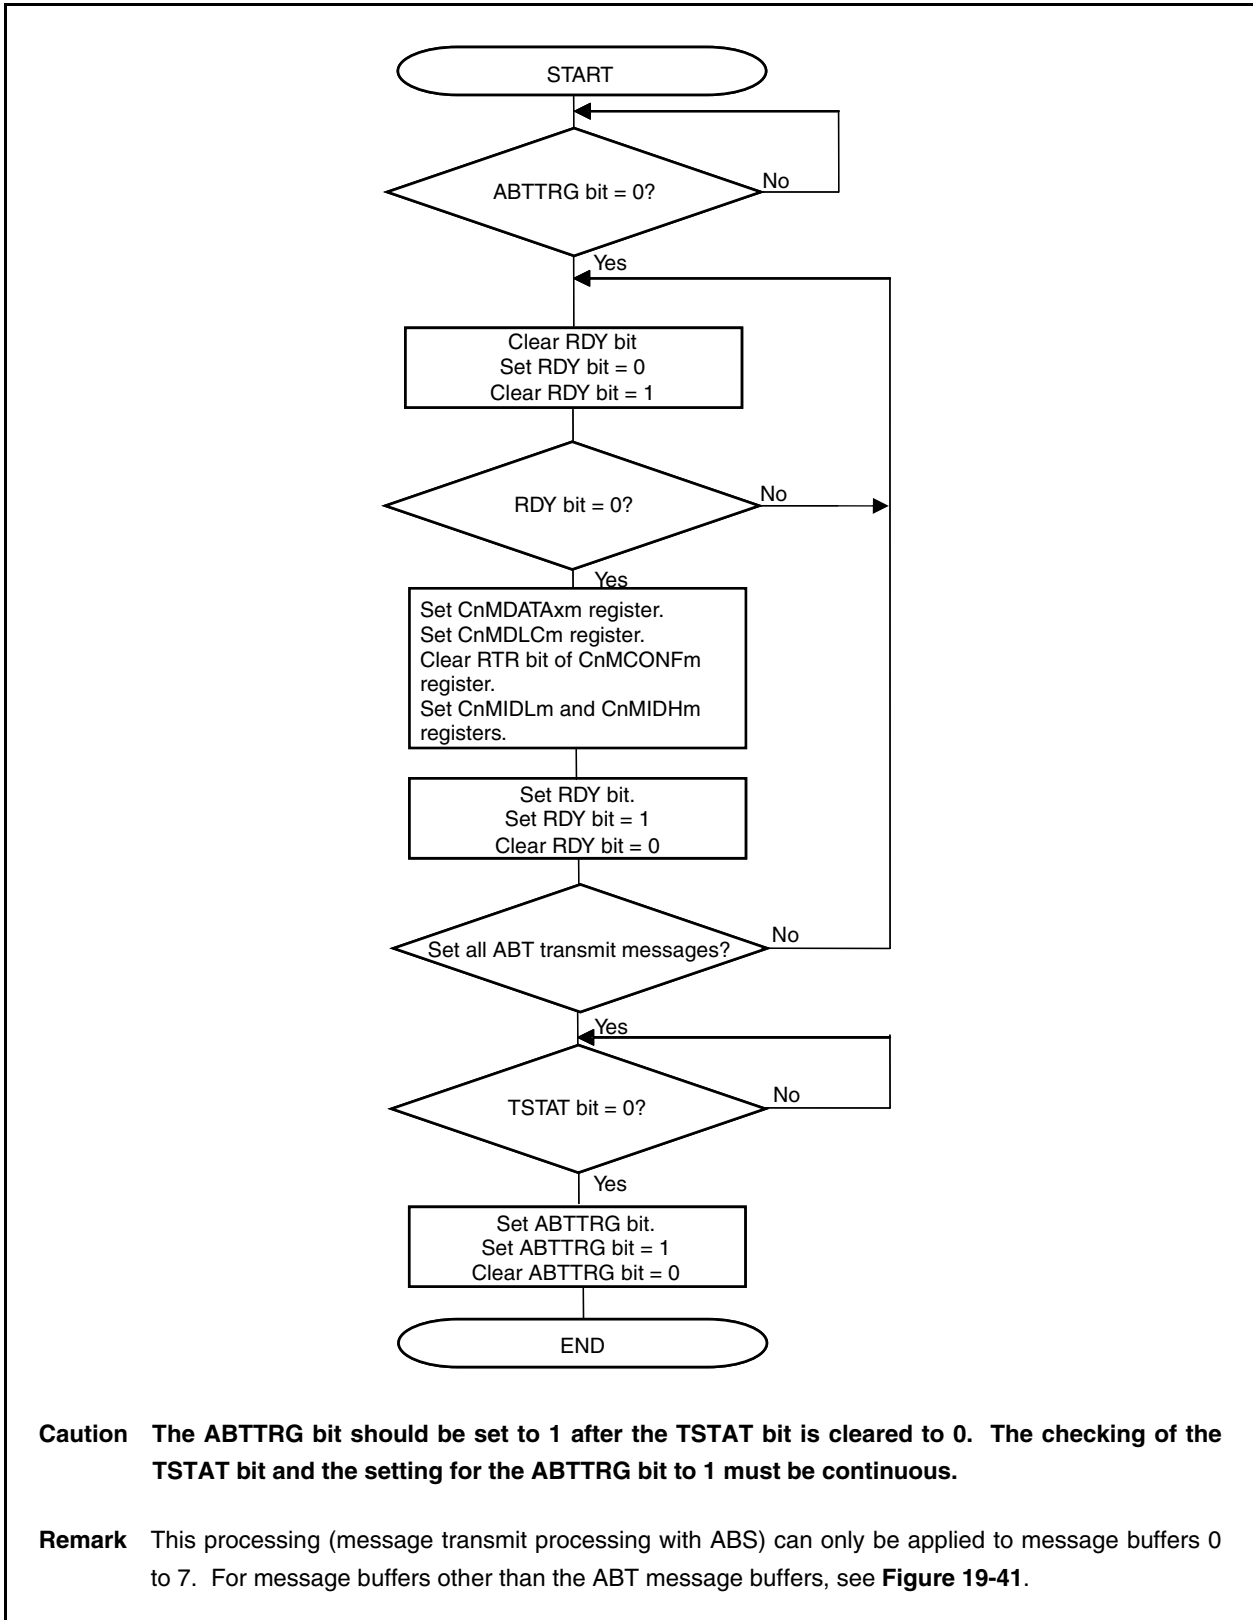 START
ABTTRG bit = 0?
No
Yes
Clear RDY bit
Set RDY bit = 0
Clear RDY bit = 1
RDY bit = 0?
No
Yes
Set CnMDATAxm register.
Set CnMDLCm register.
Clear RTR bit of CnMCONFm
register.
Set CnMIDLm and CnMIDHm
registers.
Set RDY bit.
Set RDY bit = 1
Clear RDY bit = 0
Set all ABT transmit messages?
No
Yes
TSTAT bit = 0?
No
Yes
Set ABTTRG bit.
Set ABTTRG bit = 1
Clear ABTTRG bit = 0
END
Caution The ABTTRG bit should be set to 1 after the TSTAT bit is cleared to 0. The checking of the
TSTAT bit and the setting for the ABTTRG bit to 1 must be continuous.
Remark This processing (message transmit processing with ABS) can only be applied to message buffers 0
to 7. For message buffers other than the ABT message buffers, see Figure 19-41.